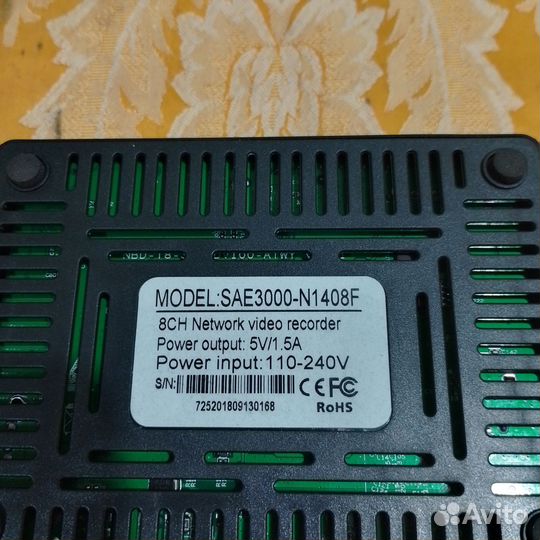 MODEL:SAE3000-N1408F
8CH Network video recorder
Power output: 5V/1.5A
Power input:110-240V
S/N:
CE FC
RoHS
725201809130168
Avito